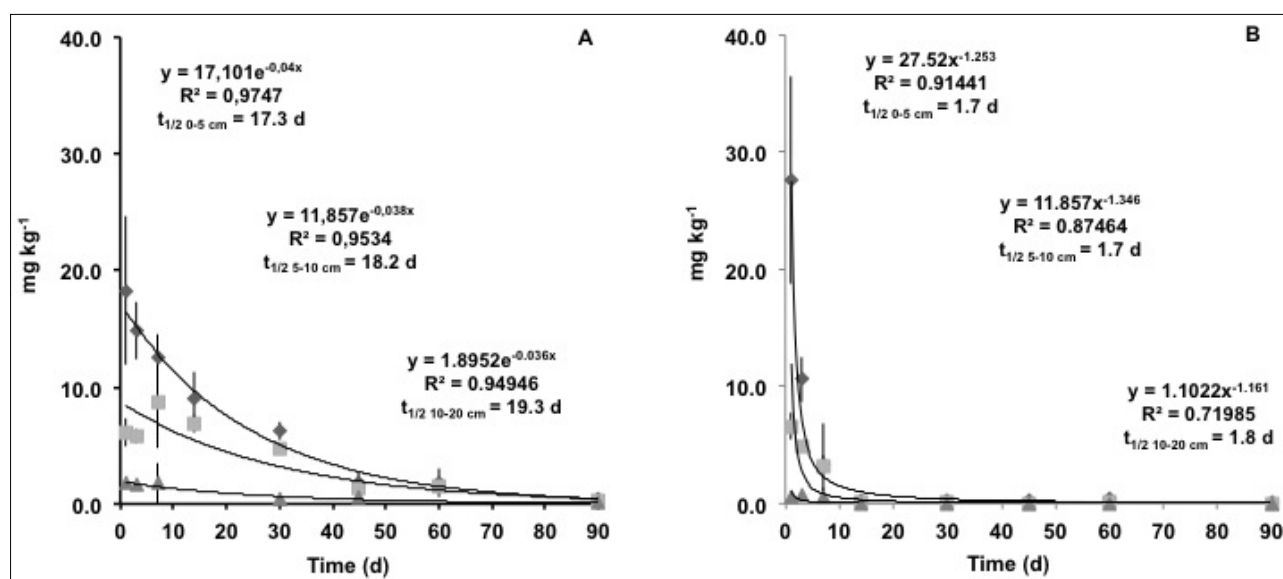 A
40.0
30.0
20.0
10.0
0.0
mg kg⁻¹
y = 17,101e⁻⁰,⁰⁴ˣ
R² = 0,9747
t₁/₂ ₀₋₅ cm = 17.3 d
y = 11,857e⁻⁰,⁰³⁸ˣ
R² = 0,9534
t₁/₂ ₅₋₁₀ cm = 18.2 d
y = 1.8952e⁻⁰·⁰³⁶ˣ
R² = 0.94946
t₁/₂ ₁₀₋₂₀ cm = 19.3 d
0 10 20 30 40 50 60 70 80 90
Time (d)
B
40.0
30.0
20.0
10.0
0.0
mg kg⁻¹
y = 27.52x⁻¹·²⁵³
R² = 0.91441
t₁/₂ ₀₋₅ cm = 1.7 d
y = 11.857x⁻¹·³⁴⁶
R² = 0.87464
t₁/₂ ₅₋₁₀ cm = 1.7 d
y = 1.1022x⁻¹·¹⁶¹
R² = 0.71985
t₁/₂ ₁₀₋₂₀ cm = 1.8 d
0 10 20 30 40 50 60 70 80 90
Time (d)